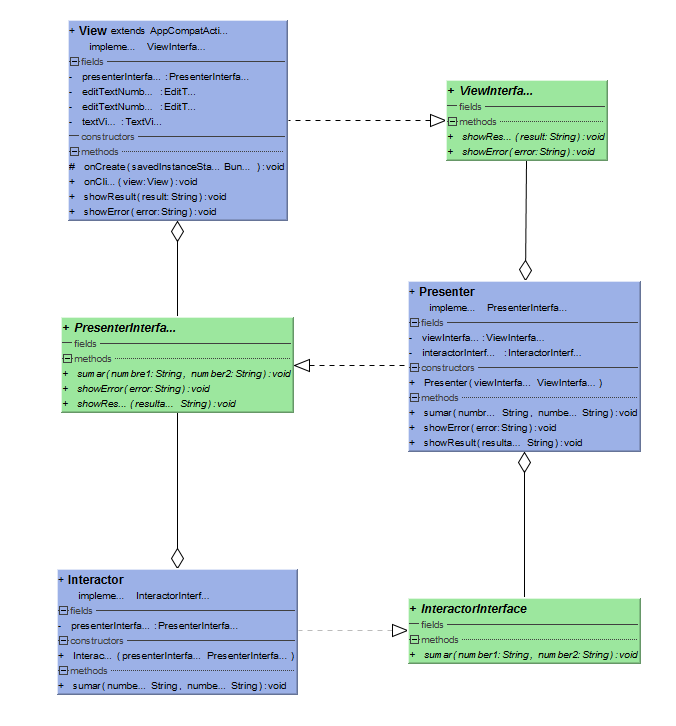 + View extends AppCompatActi...
impleme... ViewInterfa...
fields
- presenterInterfa... : PresenterInterfa...
- editTextNumb... : EditT...
- editTextNumb... : EditT...
- textVi... : TextVi...
constructors
methods
# onCreate(savedInstanceSta... Bun... ) : void
+ onCli... (view: View) : void
+ showResult(result: String) : void
+ showError(error: String) : void
+ ViewInterfa...
fields
methods
+ showRes... (result: String) : void
+ showError(error: String) : void
+ PresenterInterfa...
fields
methods
+ sumar(numbre1: String, number2: String) : void
+ showError(error: String) : void
+ showRes... (resulta... String) : void
+ Presenter
impleme... PresenterInterfa...
fields
- viewInterfa... : ViewInterfa...
- interactorInterf... : InteractorInterf...
constructors
+ Presenter(viewInterfa... ViewInterfa... )
methods
+ sumar(numbr... String, numbe... String) : void
+ showError(error: String) : void
+ showResult(resulta... String) : void
+ Interactor
impleme... InteractorInterf...
fields
- presenterInterfa... : PresenterInterfa...
constructors
+ Interac... (presenterInterfa... PresenterInterfa... )
methods
+ sumar(numbe... String, numbe... String) : void
+ InteractorInterface
fields
methods
+ sumar(number1: String, number2: String) : void